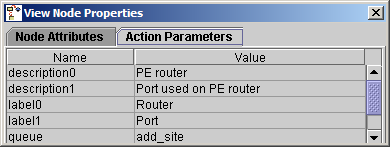 View Node Properties
Node Attributes Action Parameters
Name Value
description0 PE router
description1 Port used on PE router
label0 Router
label1 Port
queue add_site